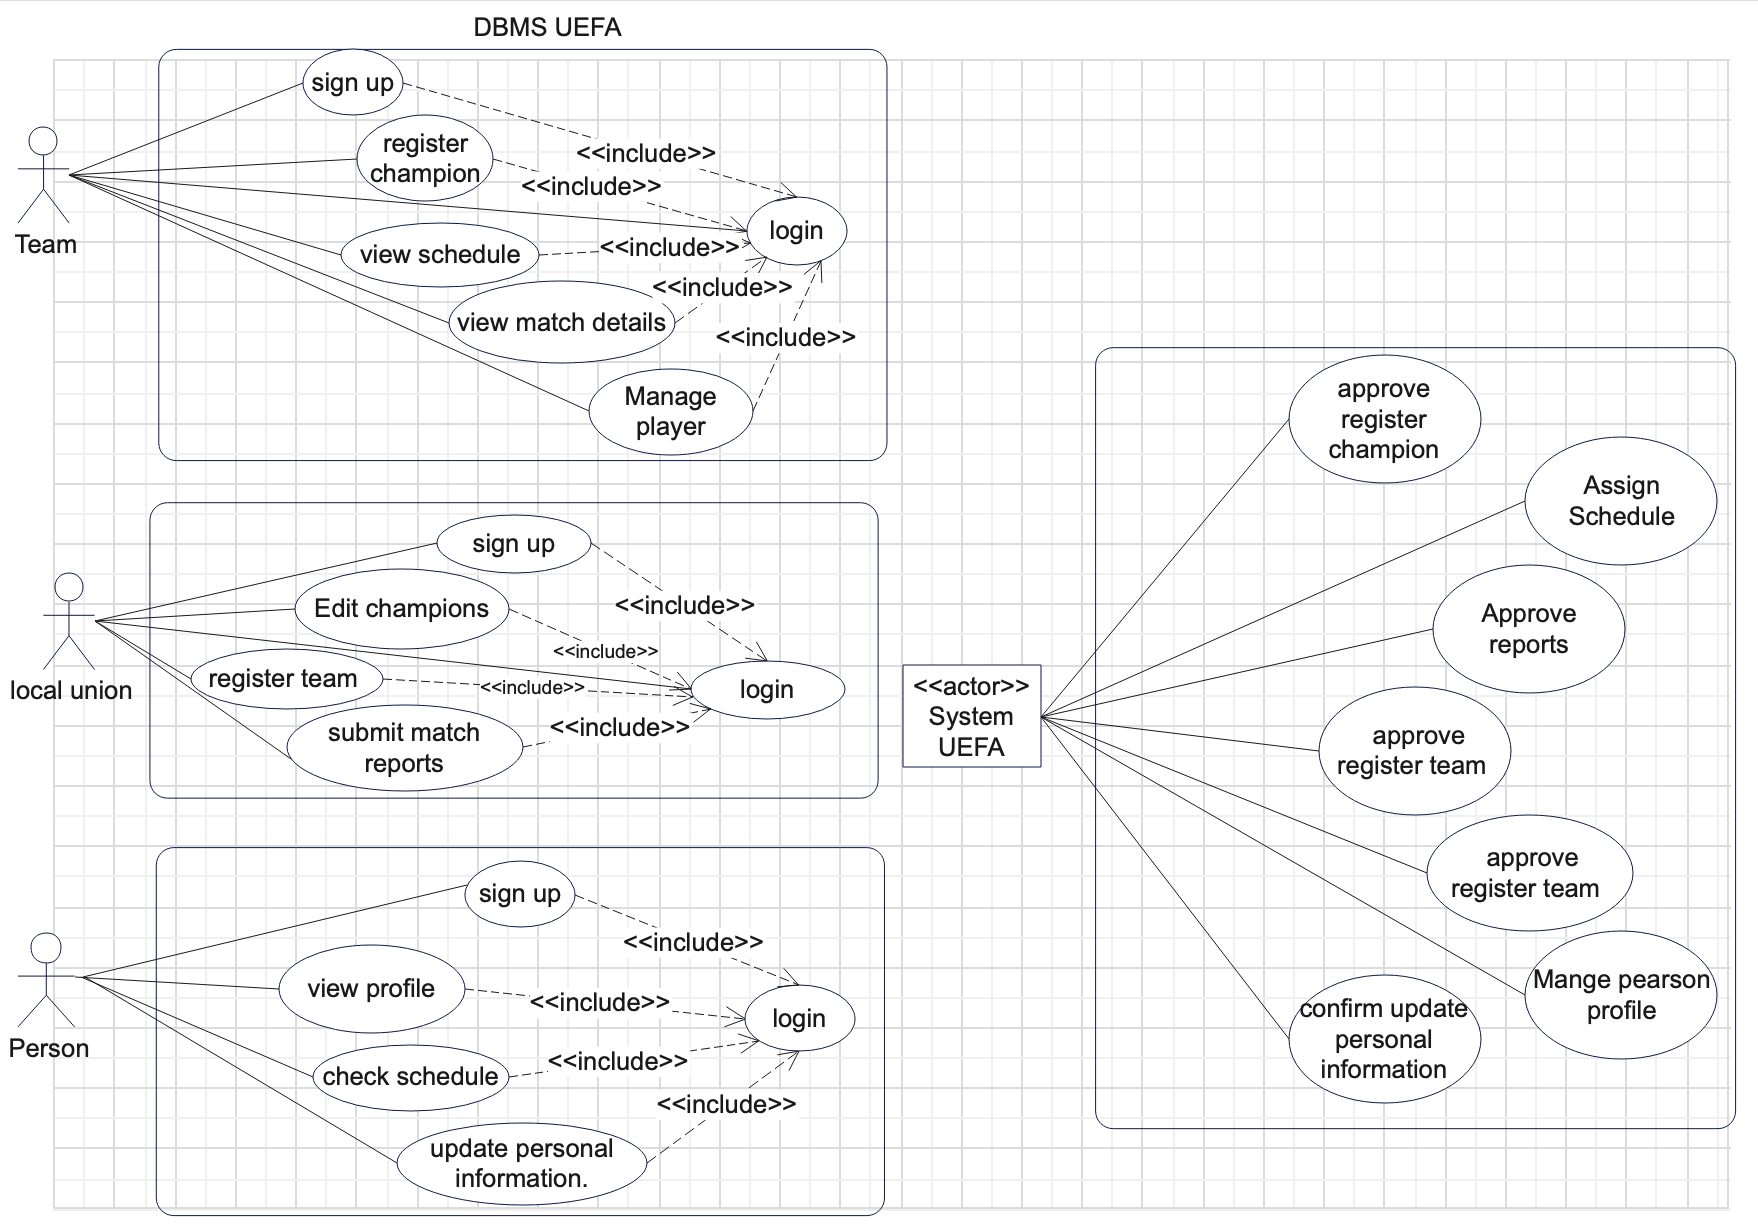 DBMS UEFA
sign up
<<include>>
register
champion
<<include>>
login
Team
view schedule
<<include>>
<<include>>
view match details
<<include>>
Manage
player
sign up
<<include>>
Edit champions
<<include>>
register team
<<include>>
login
local union
submit match
reports
<<include>>
sign up
<<include>>
view profile
<<include>>
login
Person
check schedule
<<include>>
<<include>>
update personal
information.
<<actor>>
System
UEFA
approve
register
champion
Assign
Schedule
Approve
reports
approve
register team
approve
register team
Mange pearson
profile
confirm update
personal
information